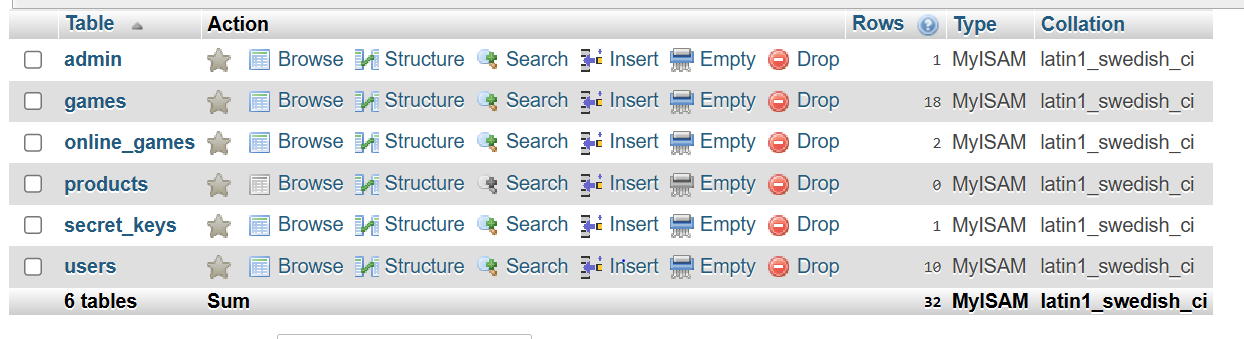 Table Action Rows Type Collation
admin Browse Structure Search Insert Empty Drop 1 MyISAM latin1_swedish_ci
games Browse Structure Search Insert Empty Drop 18 MyISAM latin1_swedish_ci
online_games Browse Structure Search Insert Empty Drop 2 MyISAM latin1_swedish_ci
products Browse Structure Search Insert Empty Drop 0 MyISAM latin1_swedish_ci
secret_keys Browse Structure Search Insert Empty Drop 1 MyISAM latin1_swedish_ci
users Browse Structure Search Insert Empty Drop 10 MyISAM latin1_swedish_ci
6 tables Sum 32 MyISAM latin1_swedish_ci